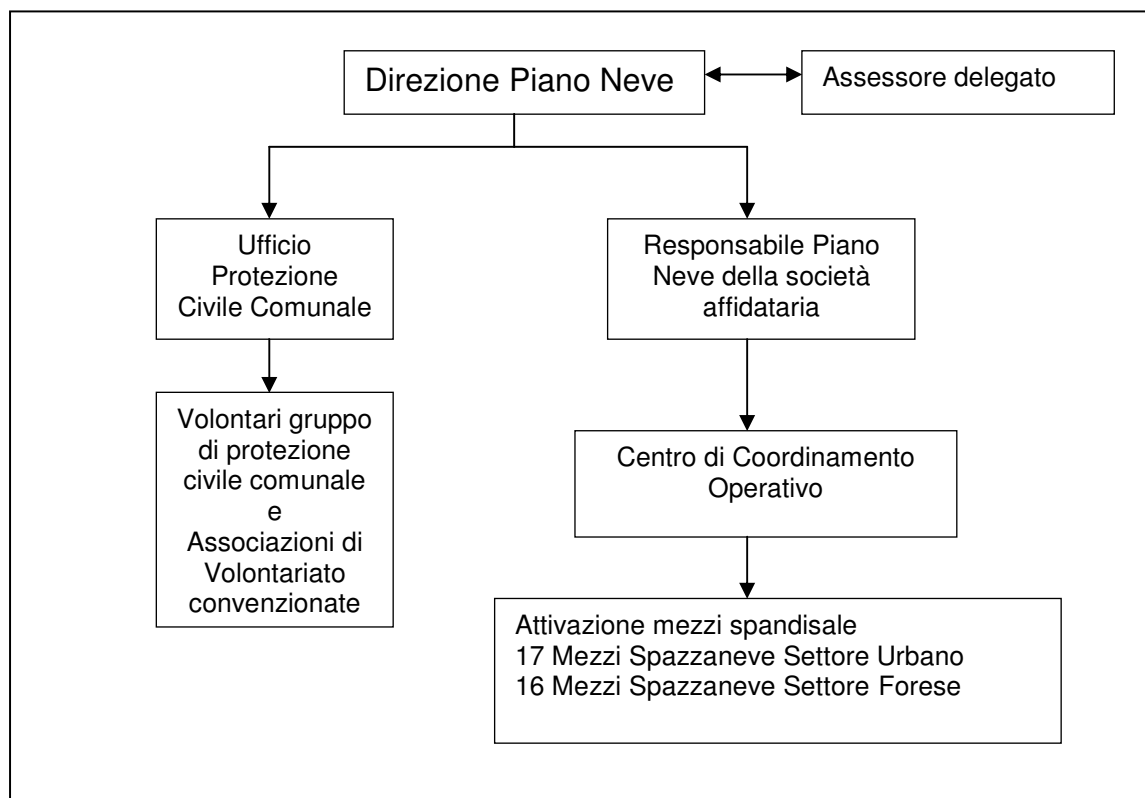 Direzione Piano Neve
Assessore delegato
Ufficio
Protezione
Civile Comunale
Responsabile Piano
Neve della società
affidataria
Volontari gruppo
di protezione
civile comunale
e
Associazioni di
Volontariato
convenzionate
Centro di Coordinamento
Operativo
Attivazione mezzi spandisale
17 Mezzi Spazzaneve Settore Urbano
16 Mezzi Spazzaneve Settore Forese